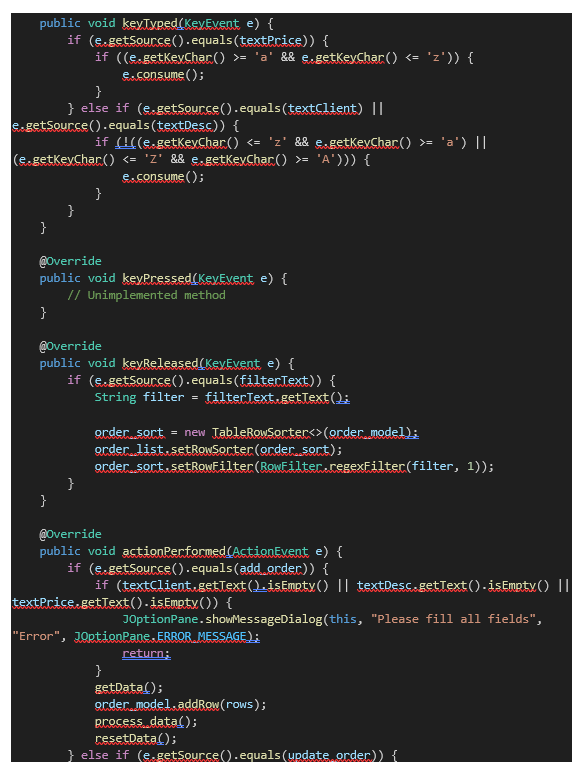 public void keyTyped(KeyEvent e) {
        if (e.getSource().equals(textPrice)) {
            if ((e.getKeyChar() >= 'a' && e.getKeyChar() <= 'z')) {
                e.consume();
            }
        } else if (e.getSource().equals(textClient) ||
e.getSource().equals(textDesc)) {
            if (!((e.getKeyChar() <= 'z' && e.getKeyChar() >= 'a') ||
(e.getKeyChar() <= 'Z' && e.getKeyChar() >= 'A'))) {
                e.consume();
            }
        }
    }

    @Override
    public void keyPressed(KeyEvent e) {
        // Unimplemented method
    }

    @Override
    public void keyReleased(KeyEvent e) {
        if (e.getSource().equals(filterText)) {
            String filter = filterText.getText();

            order_sort = new TableRowSorter<>(order_model);
            order_list.setRowSorter(order_sort);
            order_sort.setRowFilter(RowFilter.regexFilter(filter, 1));
        }
    }

    @Override
    public void actionPerformed(ActionEvent e) {
        if (e.getSource().equals(add_order)) {
            if (textClient.getText().isEmpty() || textDesc.getText().isEmpty() ||
textPrice.getText().isEmpty()) {
                JOptionPane.showMessageDialog(this, "Please fill all fields",
"Error", JOptionPane.ERROR_MESSAGE);
                return;
            }
            getData();
            order_model.addRow(rows);
            process_data();
            resetData();
        } else if (e.getSource().equals(update_order)) {